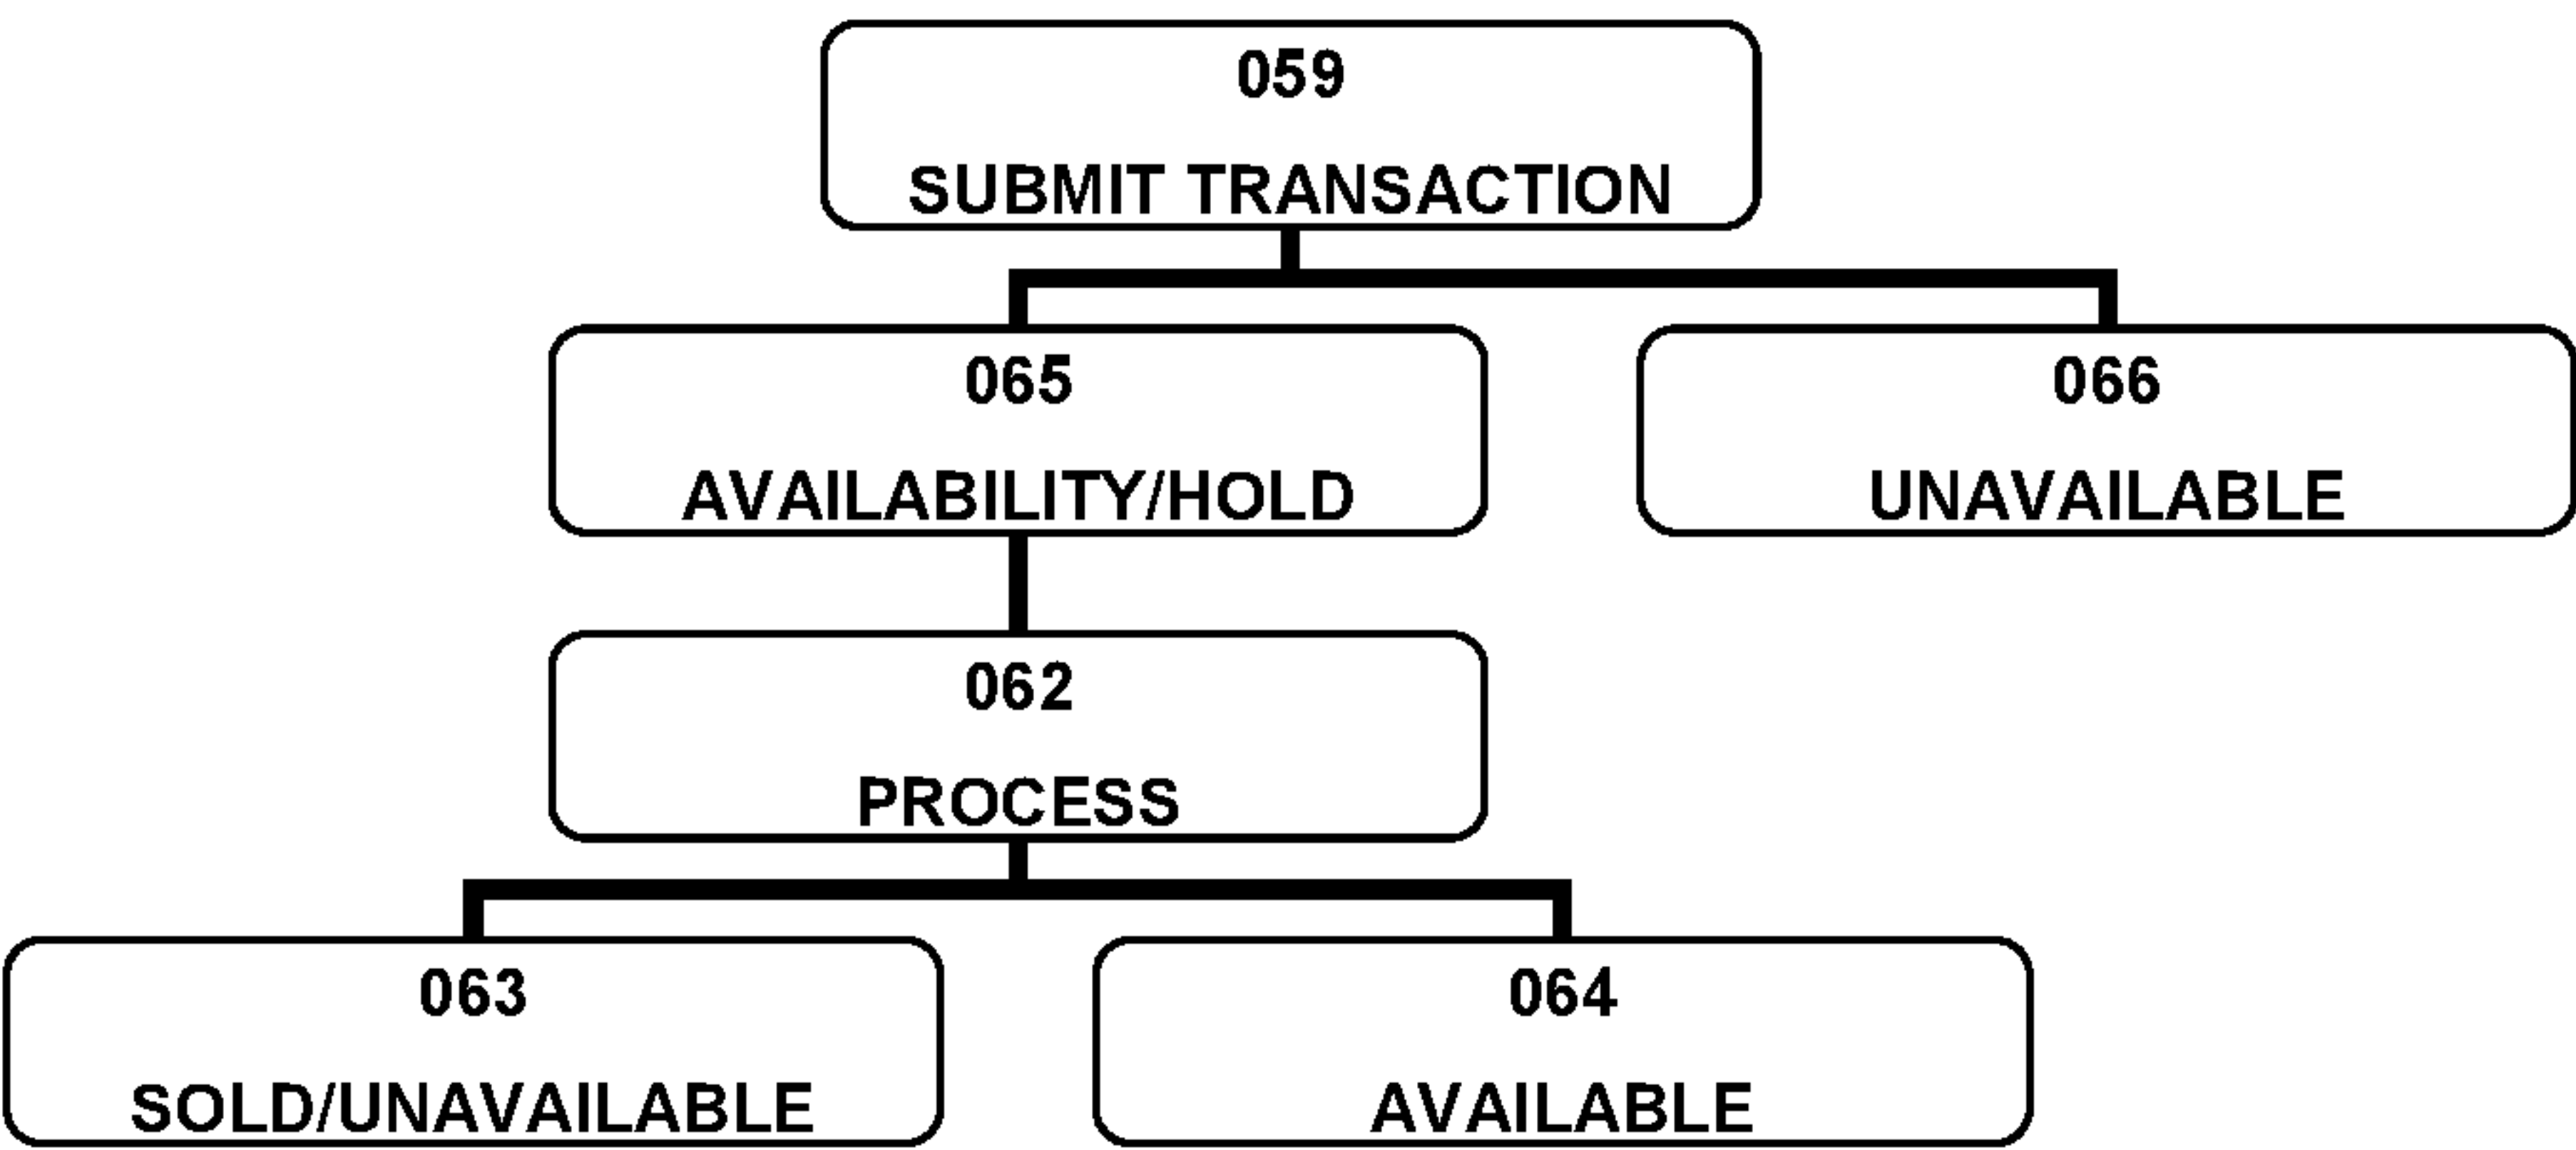 059
SUBMIT TRANSACTION
065
AVAILABILITY/HOLD
066
UNAVAILABLE
062
PROCESS
063
SOLD/UNAVAILABLE
064
AVAILABLE